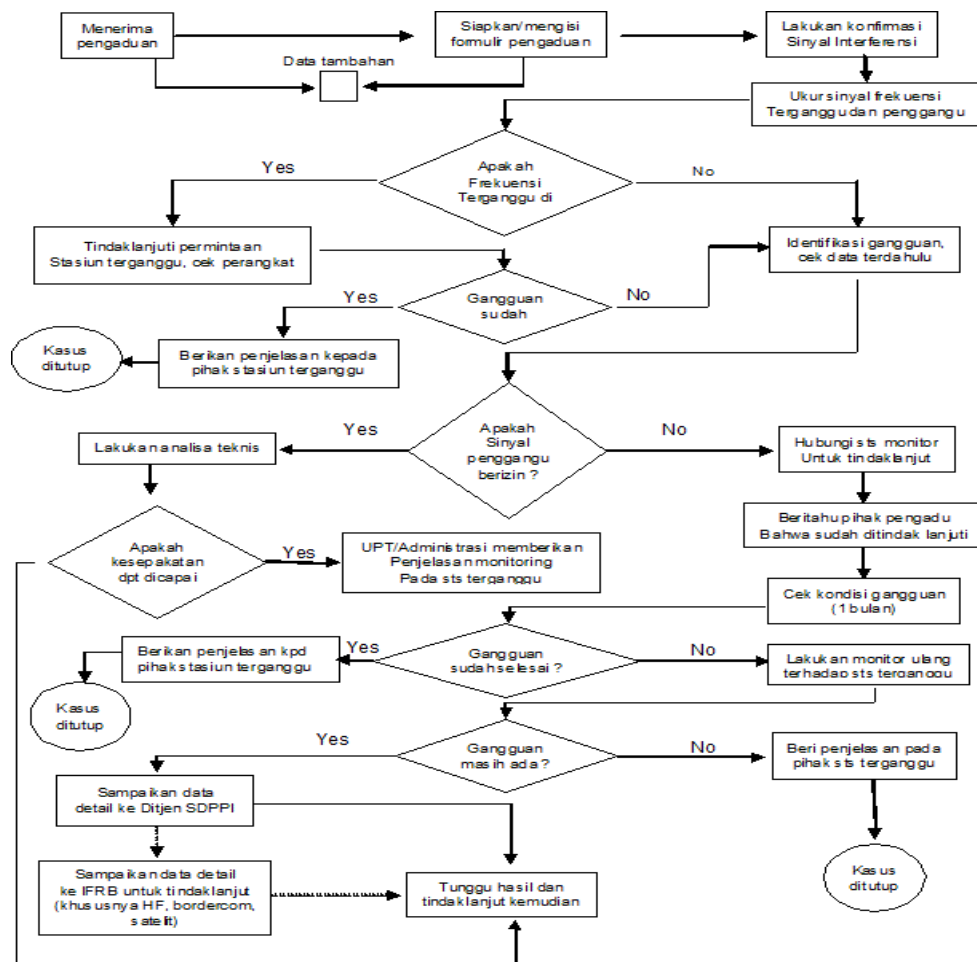 Menerima
pengaduan
Siapkan/mengisi
formulir pengaduan
Lakukan konfirmasi
Sinyal Interferensi
Data tambahan
Ukur sinyal frekuensi
Terganggu dan penggangu
Apakah
Frekuensi
Terganggu di
Yes
No
Tindaklanjuti permintaan
Stasiun terganggu, cek perangkat
Identifikasi gangguan,
cek data terdahulu
Gangguan
sudah
Yes
No
Kasus
ditutup
Berikan penjelasan kepada
pihak stasiun terganggu
Apakah
Sinyal
penggangu
berizin ?
Yes
No
Lakukan analisa teknis
Hubungi sts monitor
Untuk tindaklanjut
Beritahu pihak pengadu
Bahwa sudah ditindak lanjuti
Apakah
kesepakatan
dpt dicapai
Yes
UPT/Administrasi memberikan
Penjelasan monitoring
Pada sts terganggu
Cek kondisi gangguan
(1 bulan)
Berikan penjelasan kpd
pihak stasiun terganggu
Yes
Gangguan
sudah selesai ?
No
Lakukan monitor ulang
terhadap sts terganggu
Kasus
ditutup
Yes
Gangguan
masih ada ?
No
Beri penjelasan pada
pihak sts terganggu
Sampaikan data
detail ke Ditjen SDPPI
Kasus
ditutup
Sampaikan data detail
ke IFRB untuk tindaklanjut
(khususnya HF, bordercom,
satelit)
Tunggu hasil dan
tindaklanjut kemudian